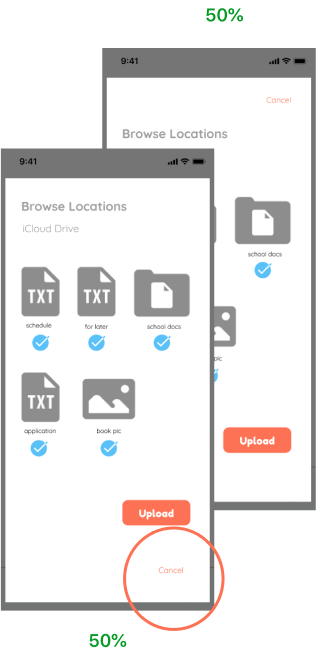 50%
9:41
Cancel
Browse Locations
school docs
pic
Upload
9:41
Browse Locations
iCloud Drive
TXT TXT
schedule for later school docs
TXT
application book pic
Upload
Cancel
50%